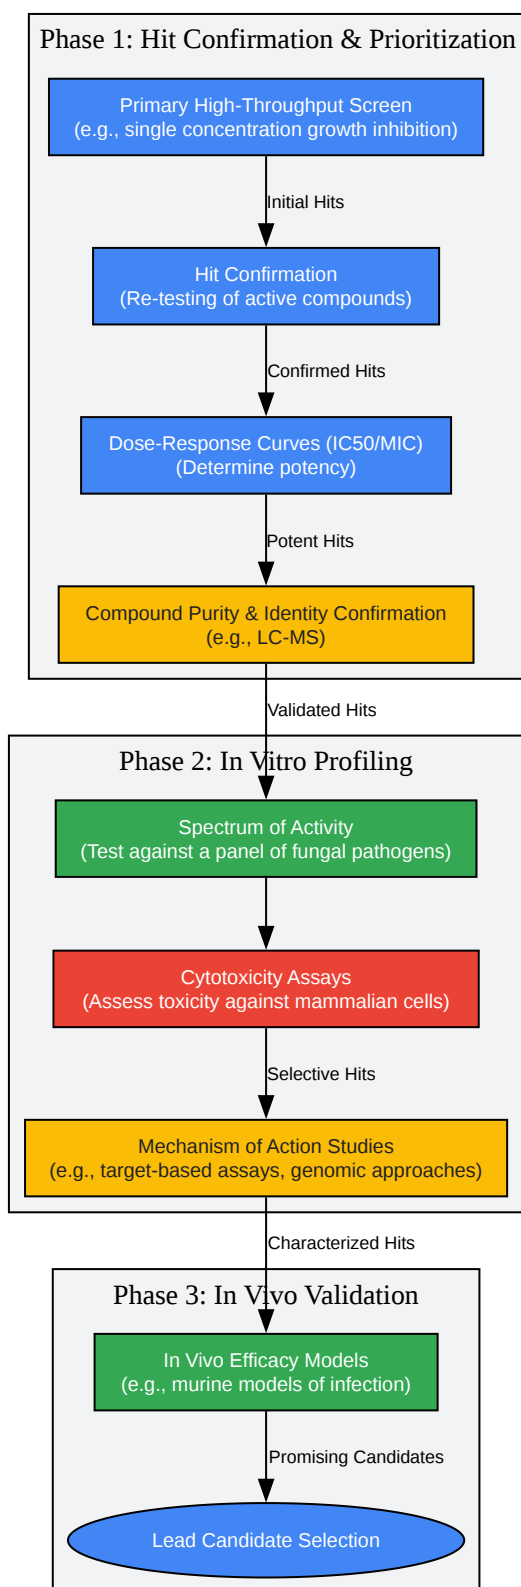 Phase 1: Hit Confirmation & Prioritization
Primary High-Throughput Screen
(e.g., single concentration growth inhibition)
Initial Hits
Hit Confirmation
(Re-testing of active compounds)
Confirmed Hits
Dose-Response Curves (IC50/MIC)
(Determine potency)
Potent Hits
Compound Purity & Identity Confirmation
(e.g., LC-MS)
Validated Hits
Phase 2: In Vitro Profiling
Spectrum of Activity
(Test against a panel of fungal pathogens)
Cytotoxicity Assays
(Assess toxicity against mammalian cells)
Selective Hits
Mechanism of Action Studies
(e.g., target-based assays, genomic approaches)
Characterized Hits
Phase 3: In Vivo Validation
In Vivo Efficacy Models
(e.g., murine models of infection)
Promising Candidates
Lead Candidate Selection